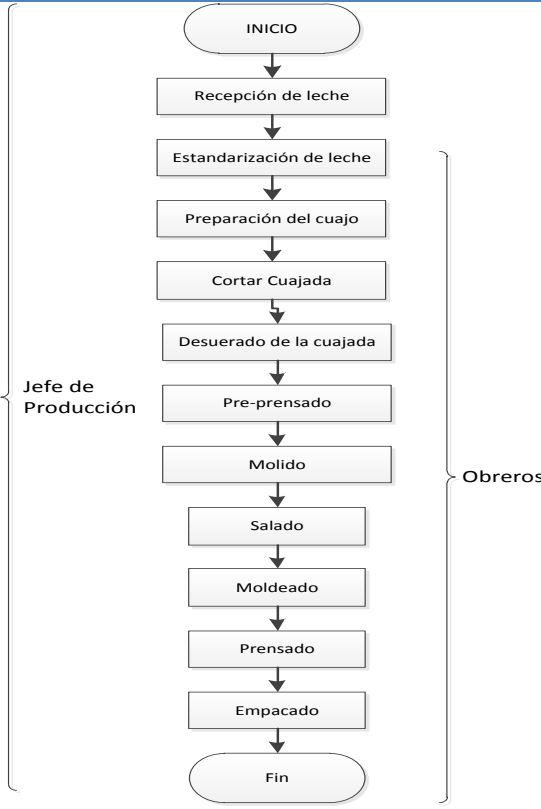 INICIO
Recepción de leche
Estandarización de leche
Preparación del cuajo
Cortar Cuajada
Desuerado de la cuajada
Jefe de
Producción
Pre-prensado
Molido
Obreros
Salado
Moldeado
Prensado
Empacado
Fin